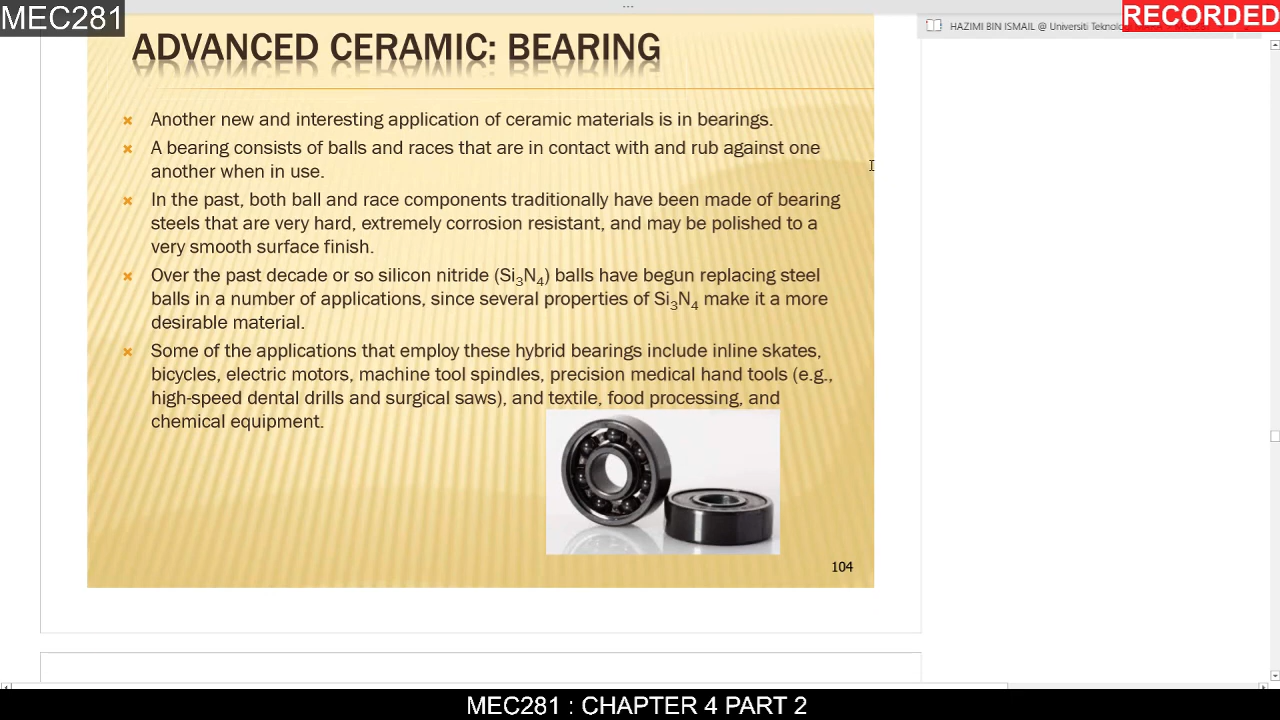 MEC281
...
RECORDED
HAZIMI BIN ISMAIL @ Universiti Teknolo
ADVANCED CERAMIC: BEARING
Another new and interesting application of ceramic materials is in bearings.
A bearing consists of balls and races that are in contact with and rub against one
another when in use.
In the past, both ball and race components traditionally have been made of bearing
steels that are very hard, extremely corrosion resistant, and may be polished to a
very smooth surface finish.
Over the past decade or so silicon nitride (Si₃N₄) balls have begun replacing steel
balls in a number of applications, since several properties of Si₃N₄ make it a more
desirable material.
Some of the applications that employ these hybrid bearings include inline skates,
bicycles, electric motors, machine tool spindles, precision medical hand tools (e.g.,
high-speed dental drills and surgical saws), and textile, food processing, and
chemical equipment.
104
MEC281 : CHAPTER 4 PART 2